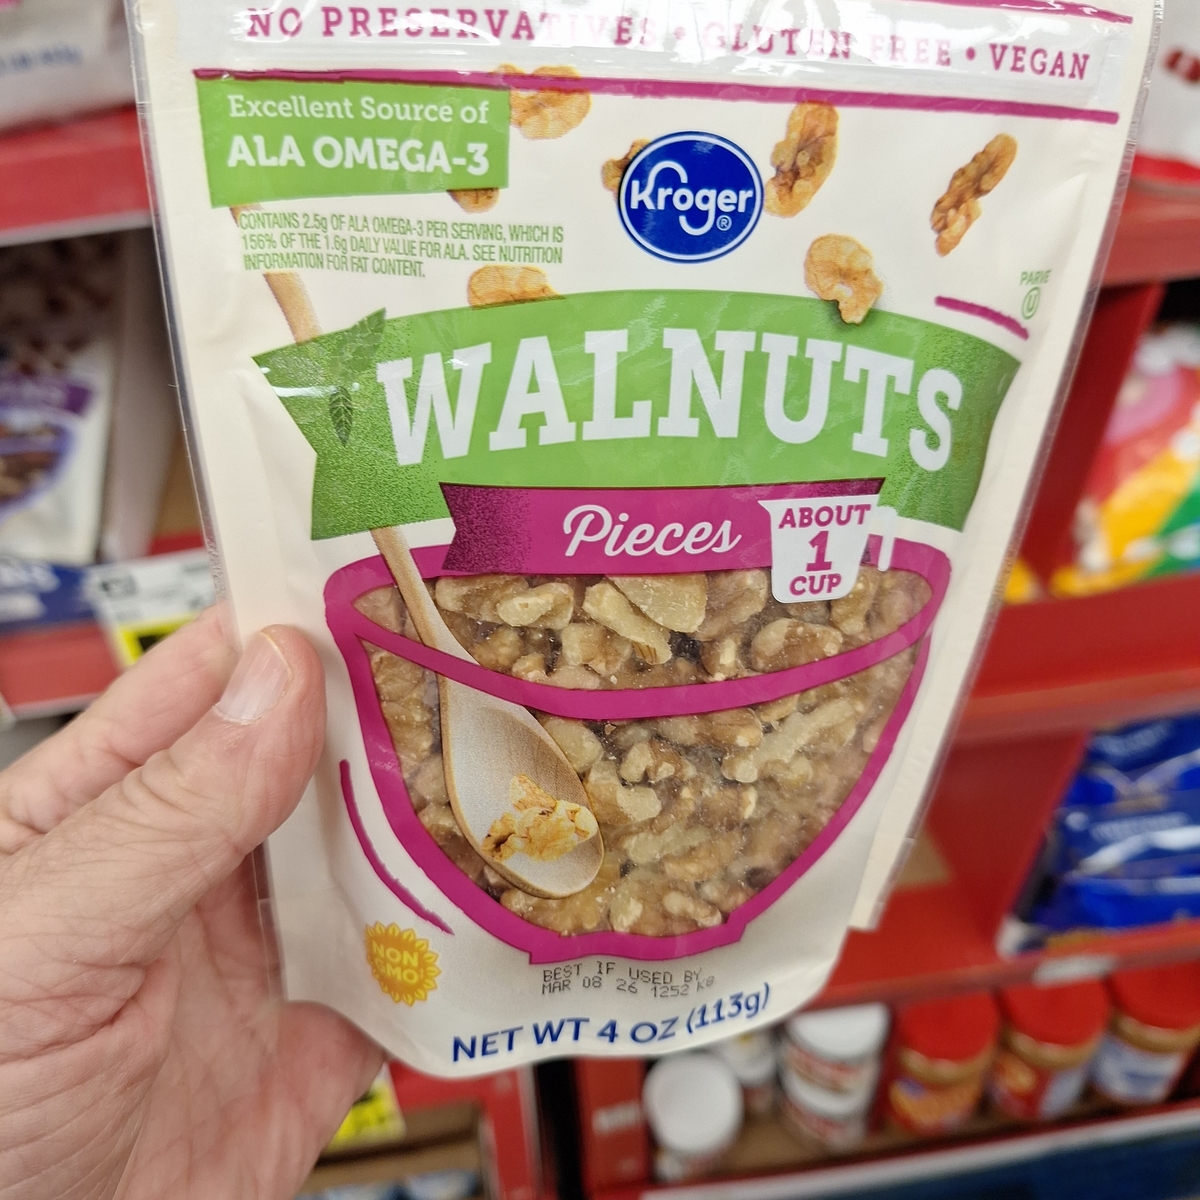 NO PRESERVATIVES • GLUTEN FREE • VEGAN
Excellent Source of
ALA OMEGA-3
CONTAINS 2.5g OF ALA OMEGA-3 PER SERVING, WHICH IS
156% OF THE 1.6g DAILY VALUE FOR ALA. SEE NUTRITION
INFORMATION FOR FAT CONTENT.
Kroger®
PARVE
U
WALNUTS
Pieces
ABOUT
1
CUP
NON
GMO
BEST IF USED BY
MAR 08 26 1252 K8
NET WT 4 OZ (113g)